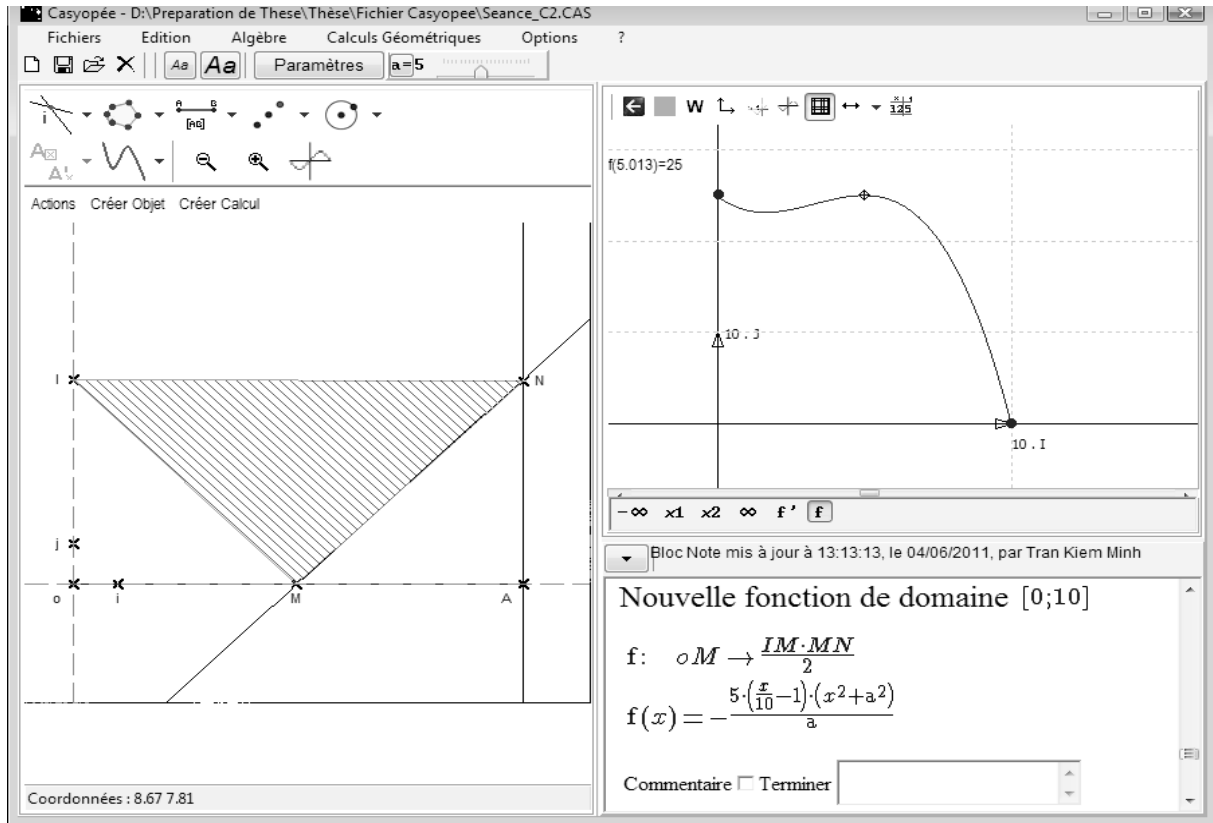 Casyopée - D:\Preparation de These\Thèse\Fichier Casyopee\Seance_C2.CAS
Fichiers Edition Algèbre Calculs Géométriques Options ?
Aa Aa Paramètres a=5
i A B [AB]
A A'
Actions Créer Objet Créer Calcul
I N
j
o i M A
Coordonnées : 8.67 7.81
W
f(5.013)=25
10 . J
10 . I
-∞ x1 x2 ∞ f' f
Bloc Note mis à jour à 13:13:13, le 04/06/2011, par Tran Kiem Minh
Nouvelle fonction de domaine [0;10]
f: oM → IM·MN/2
f(x)=-5·(x/10-1)·(x²+a²)/a
Commentaire Terminer